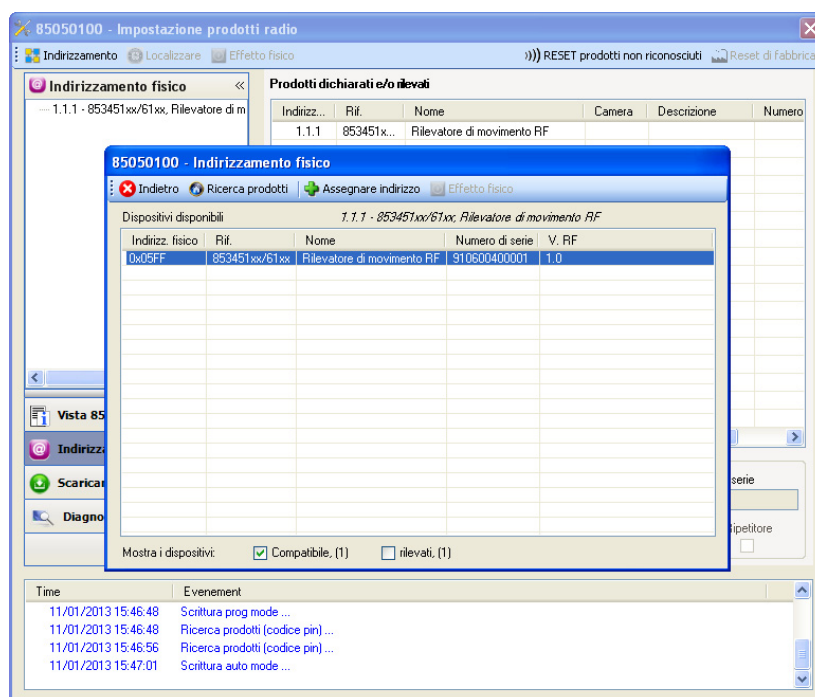 85050100 - Impostazione prodotti radio
Indirizzamento Localizzare Effetto fisico ))) RESET prodotti non riconosciuti Reset di fabbrica
Indirizzamento fisico «
1.1.1 - 853451xx/61xx, Rilevatore di m
Prodotti dichiarati e/o rilevati
Indirizz... Rif. Nome Camera Descrizione Numero
1.1.1 853451x... Rilevatore di movimento RF
85050100 - Indirizzamento fisico
Indietro Ricerca prodotti Assegnare indirizzo Effetto fisico
Dispositivi disponibili 1.1.1 - 853451xx/61xx, Rilevatore di movimento RF
Indirizz. fisico Rif. Nome Numero di serie V. RF
0x05FF 853451xx/61xx Rilevatore di movimento RF 910600400001 1.0
Mostra i dispositivi: Compatibile, (1) rilevati, (1)
Vista 85
Indirizz
Scarica
Diagno
serie
ipetitore
Time Evenement
11/01/2013 15:46:48 Scrittura prog mode ...
11/01/2013 15:46:48 Ricerca prodotti (codice pin) ...
11/01/2013 15:46:56 Ricerca prodotti (codice pin) ...
11/01/2013 15:47:01 Scrittura auto mode ...